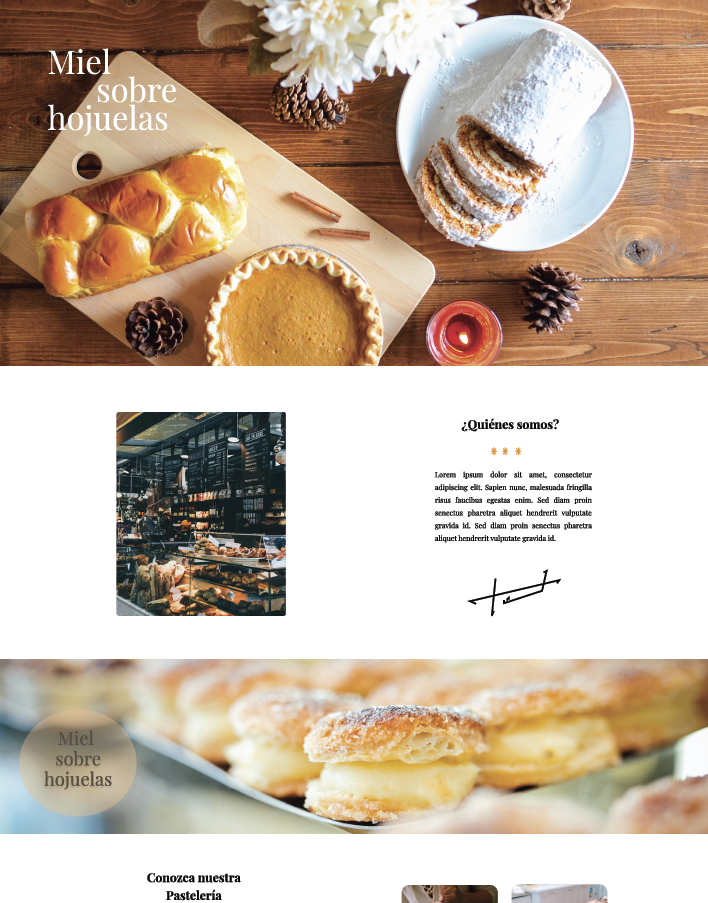 Miel
sobre
hojuelas
¿Quiénes somos?
Lorem ipsum dolor sit amet, consectetur
adipiscing elit. Sapien nunc, malesuada fringilla
risus faucibus egestas enim. Sed diam proin
senectus pharetra aliquet hendrerit vulputate
gravida id. Sed diam proin senectus pharetra
aliquet hendrerit vulputate gravida id.
Miel
sobre
hojuelas
Conozca nuestra
Pastelería